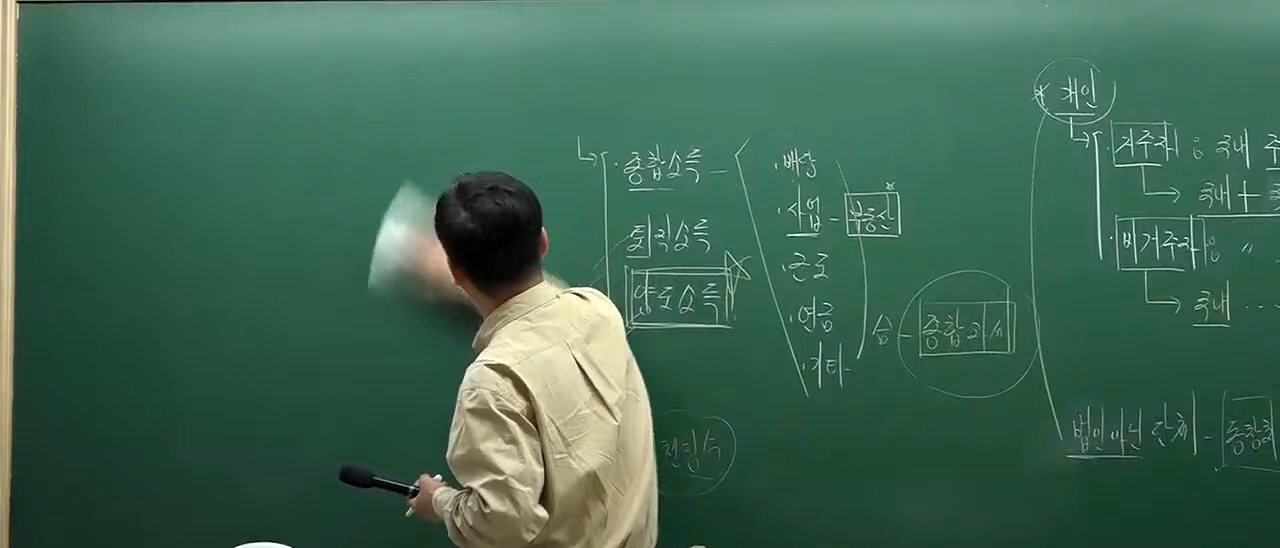 종합소득 -
퇴직소득
양도소득
· 배당
· 사업 - 부동산
· 근로
· 연금
· 기타
합 - 종합과세
* 개인
거주자 : 국내 주
→ 국내 +
비거주자 : "
→ 국내 ...
법인아닌 단체 -